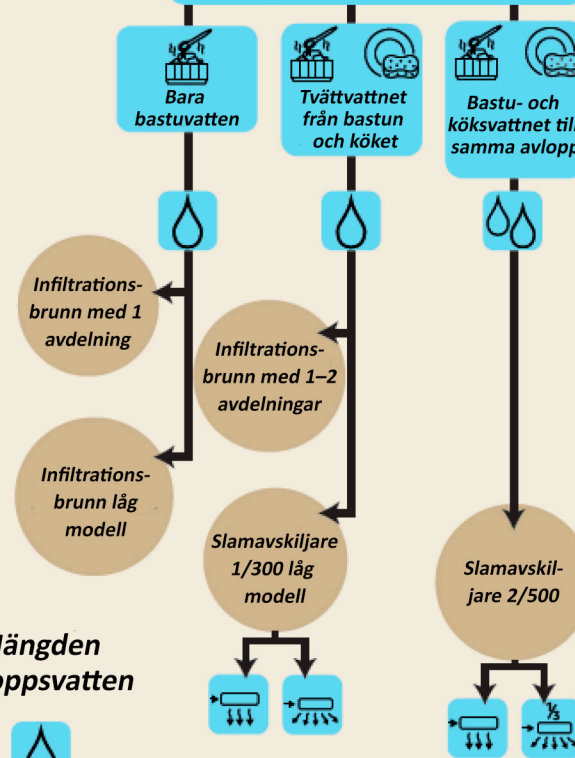 Bara
bastuvatten
Tvättvattnet
från bastun
och köket
Bastu- och
köksvattnet till
samma avlopp
Infiltrations-
brunn med 1
avdelning
Infiltrations-
brunn med 1–2
avdelningar
Infiltrations-
brunn låg
modell
Slamavskiljare
1/300 låg
modell
Slamavskil-
jare 2/500
ängden
oppsvatten
1/3